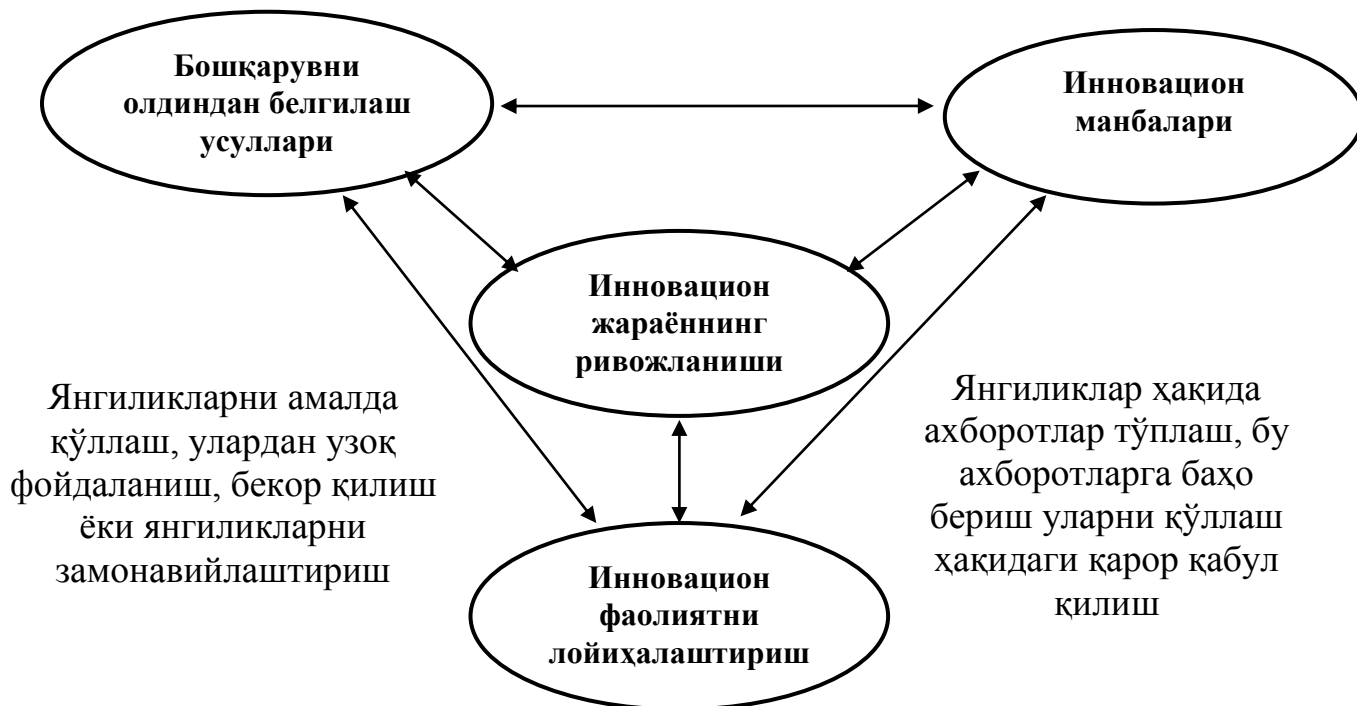 Бошқарувни
олдиндан белгилаш
усуллари
Инновацион
манбалари
Инновацион
жараённинг
ривожланиши
Янгиликларни амалда
қўллаш, улардан узоқ
фойдаланиш, бекор қилиш
ёки янгиликларни
замонавийлаштириш
Янгиликлар ҳақида
ахборотлар тўплаш, бу
ахборотларга баҳо
бериш уларни қўллаш
ҳақидаги қарор қабул
қилиш
Инновацион
фаолиятни
лойиҳалаштириш